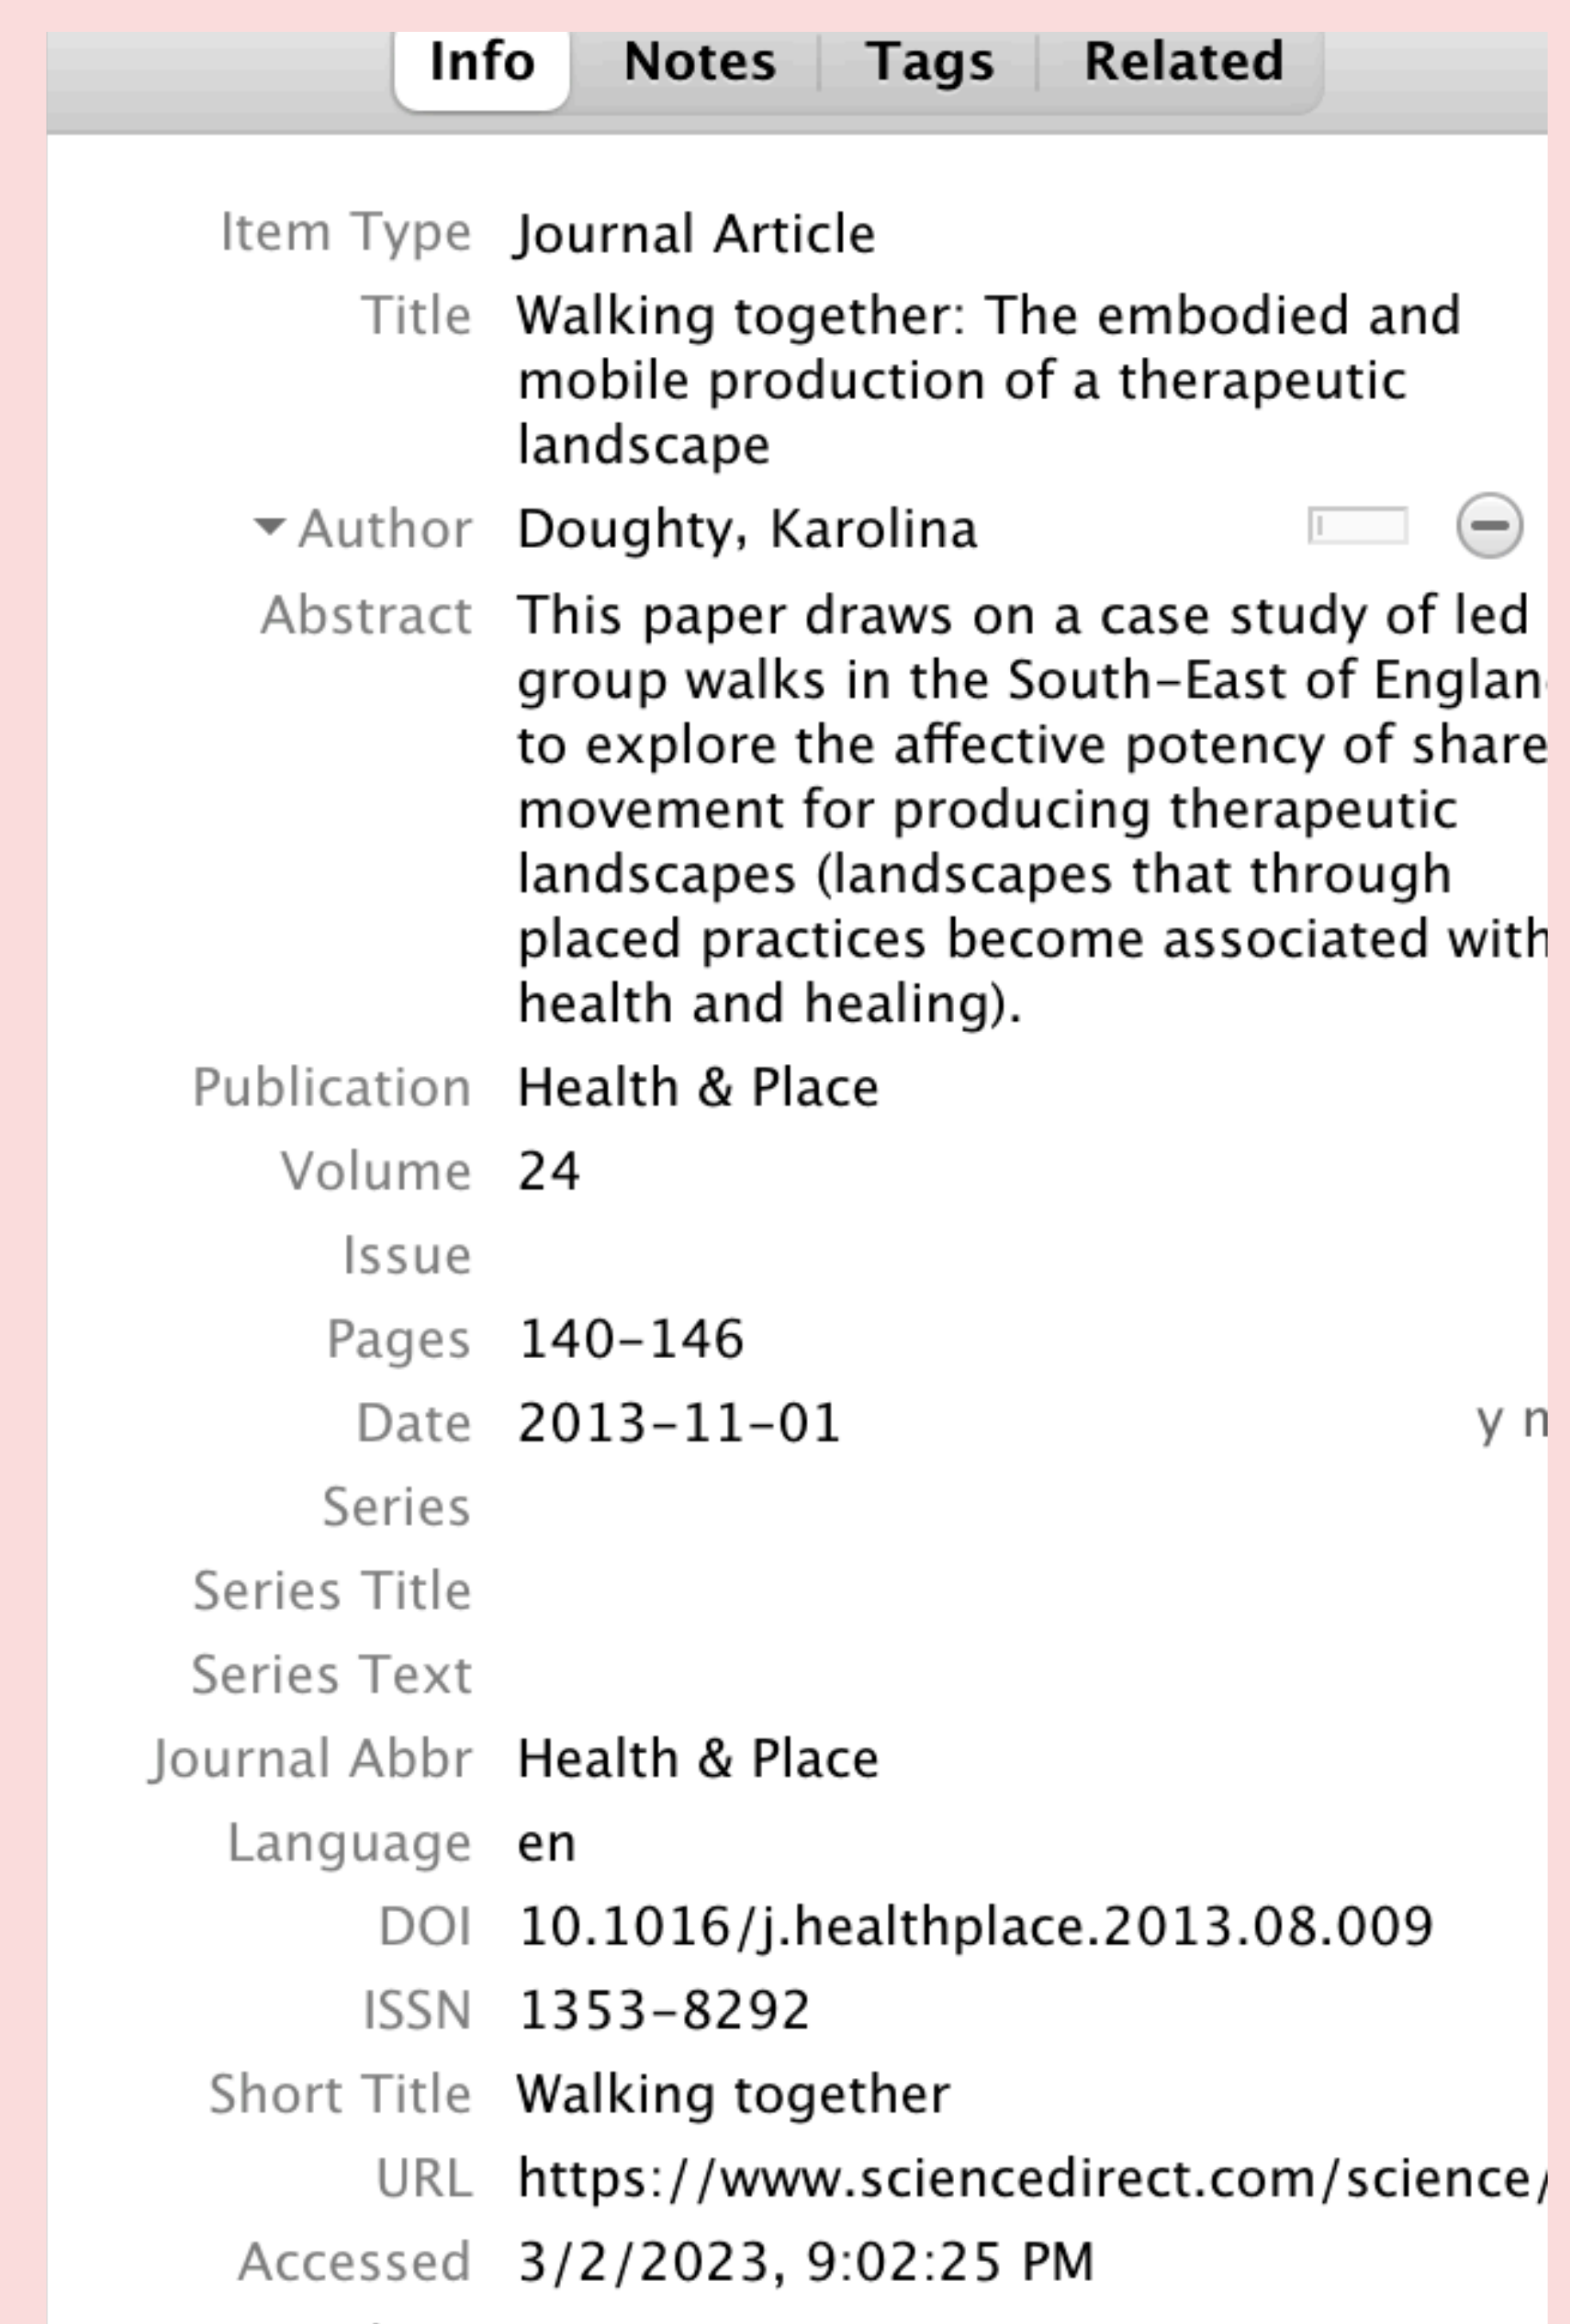 Info Notes Tags Related
Item Type Journal Article
Title Walking together: The embodied and
mobile production of a therapeutic
landscape
Author Doughty, Karolina
Abstract This paper draws on a case study of led
group walks in the South-East of Englan
to explore the affective potency of share
movement for producing therapeutic
landscapes (landscapes that through
placed practices become associated with
health and healing).
Publication Health & Place
Volume 24
Issue
Pages 140-146
Date 2013-11-01 y m
Series
Series Title
Series Text
Journal Abbr Health & Place
Language en
DOI 10.1016/j.healthplace.2013.08.009
ISSN 1353-8292
Short Title Walking together
URL https://www.sciencedirect.com/science/
Accessed 3/2/2023, 9:02:25 PM